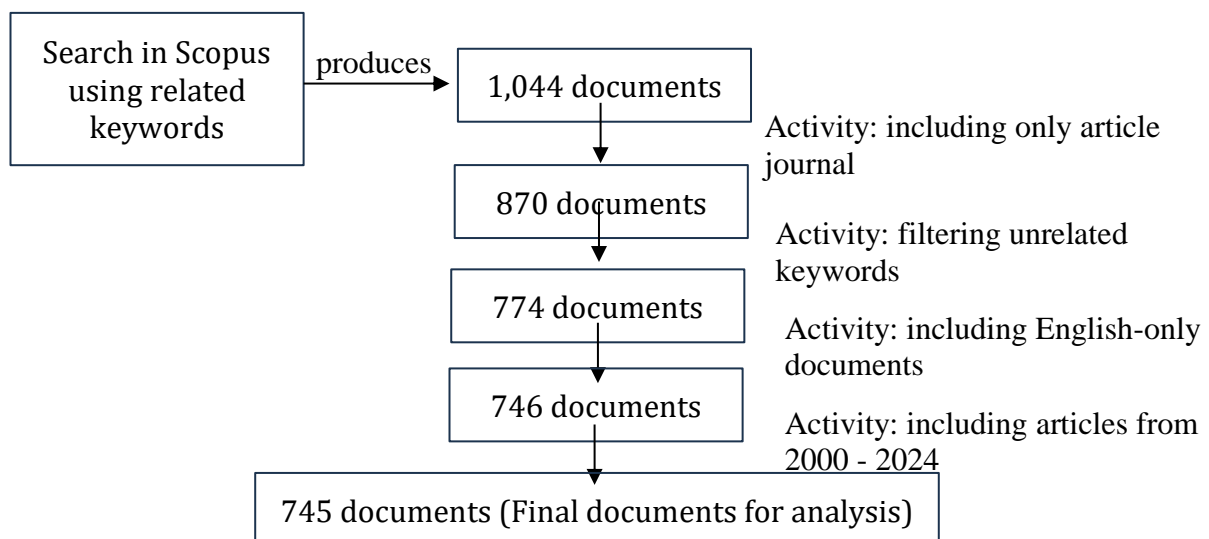 Search in Scopus
using related
keywords
produces
1,044 documents
Activity: including only article
journal
870 documents
Activity: filtering unrelated
keywords
774 documents
Activity: including English-only
documents
746 documents
Activity: including articles from
2000 - 2024
745 documents (Final documents for analysis)